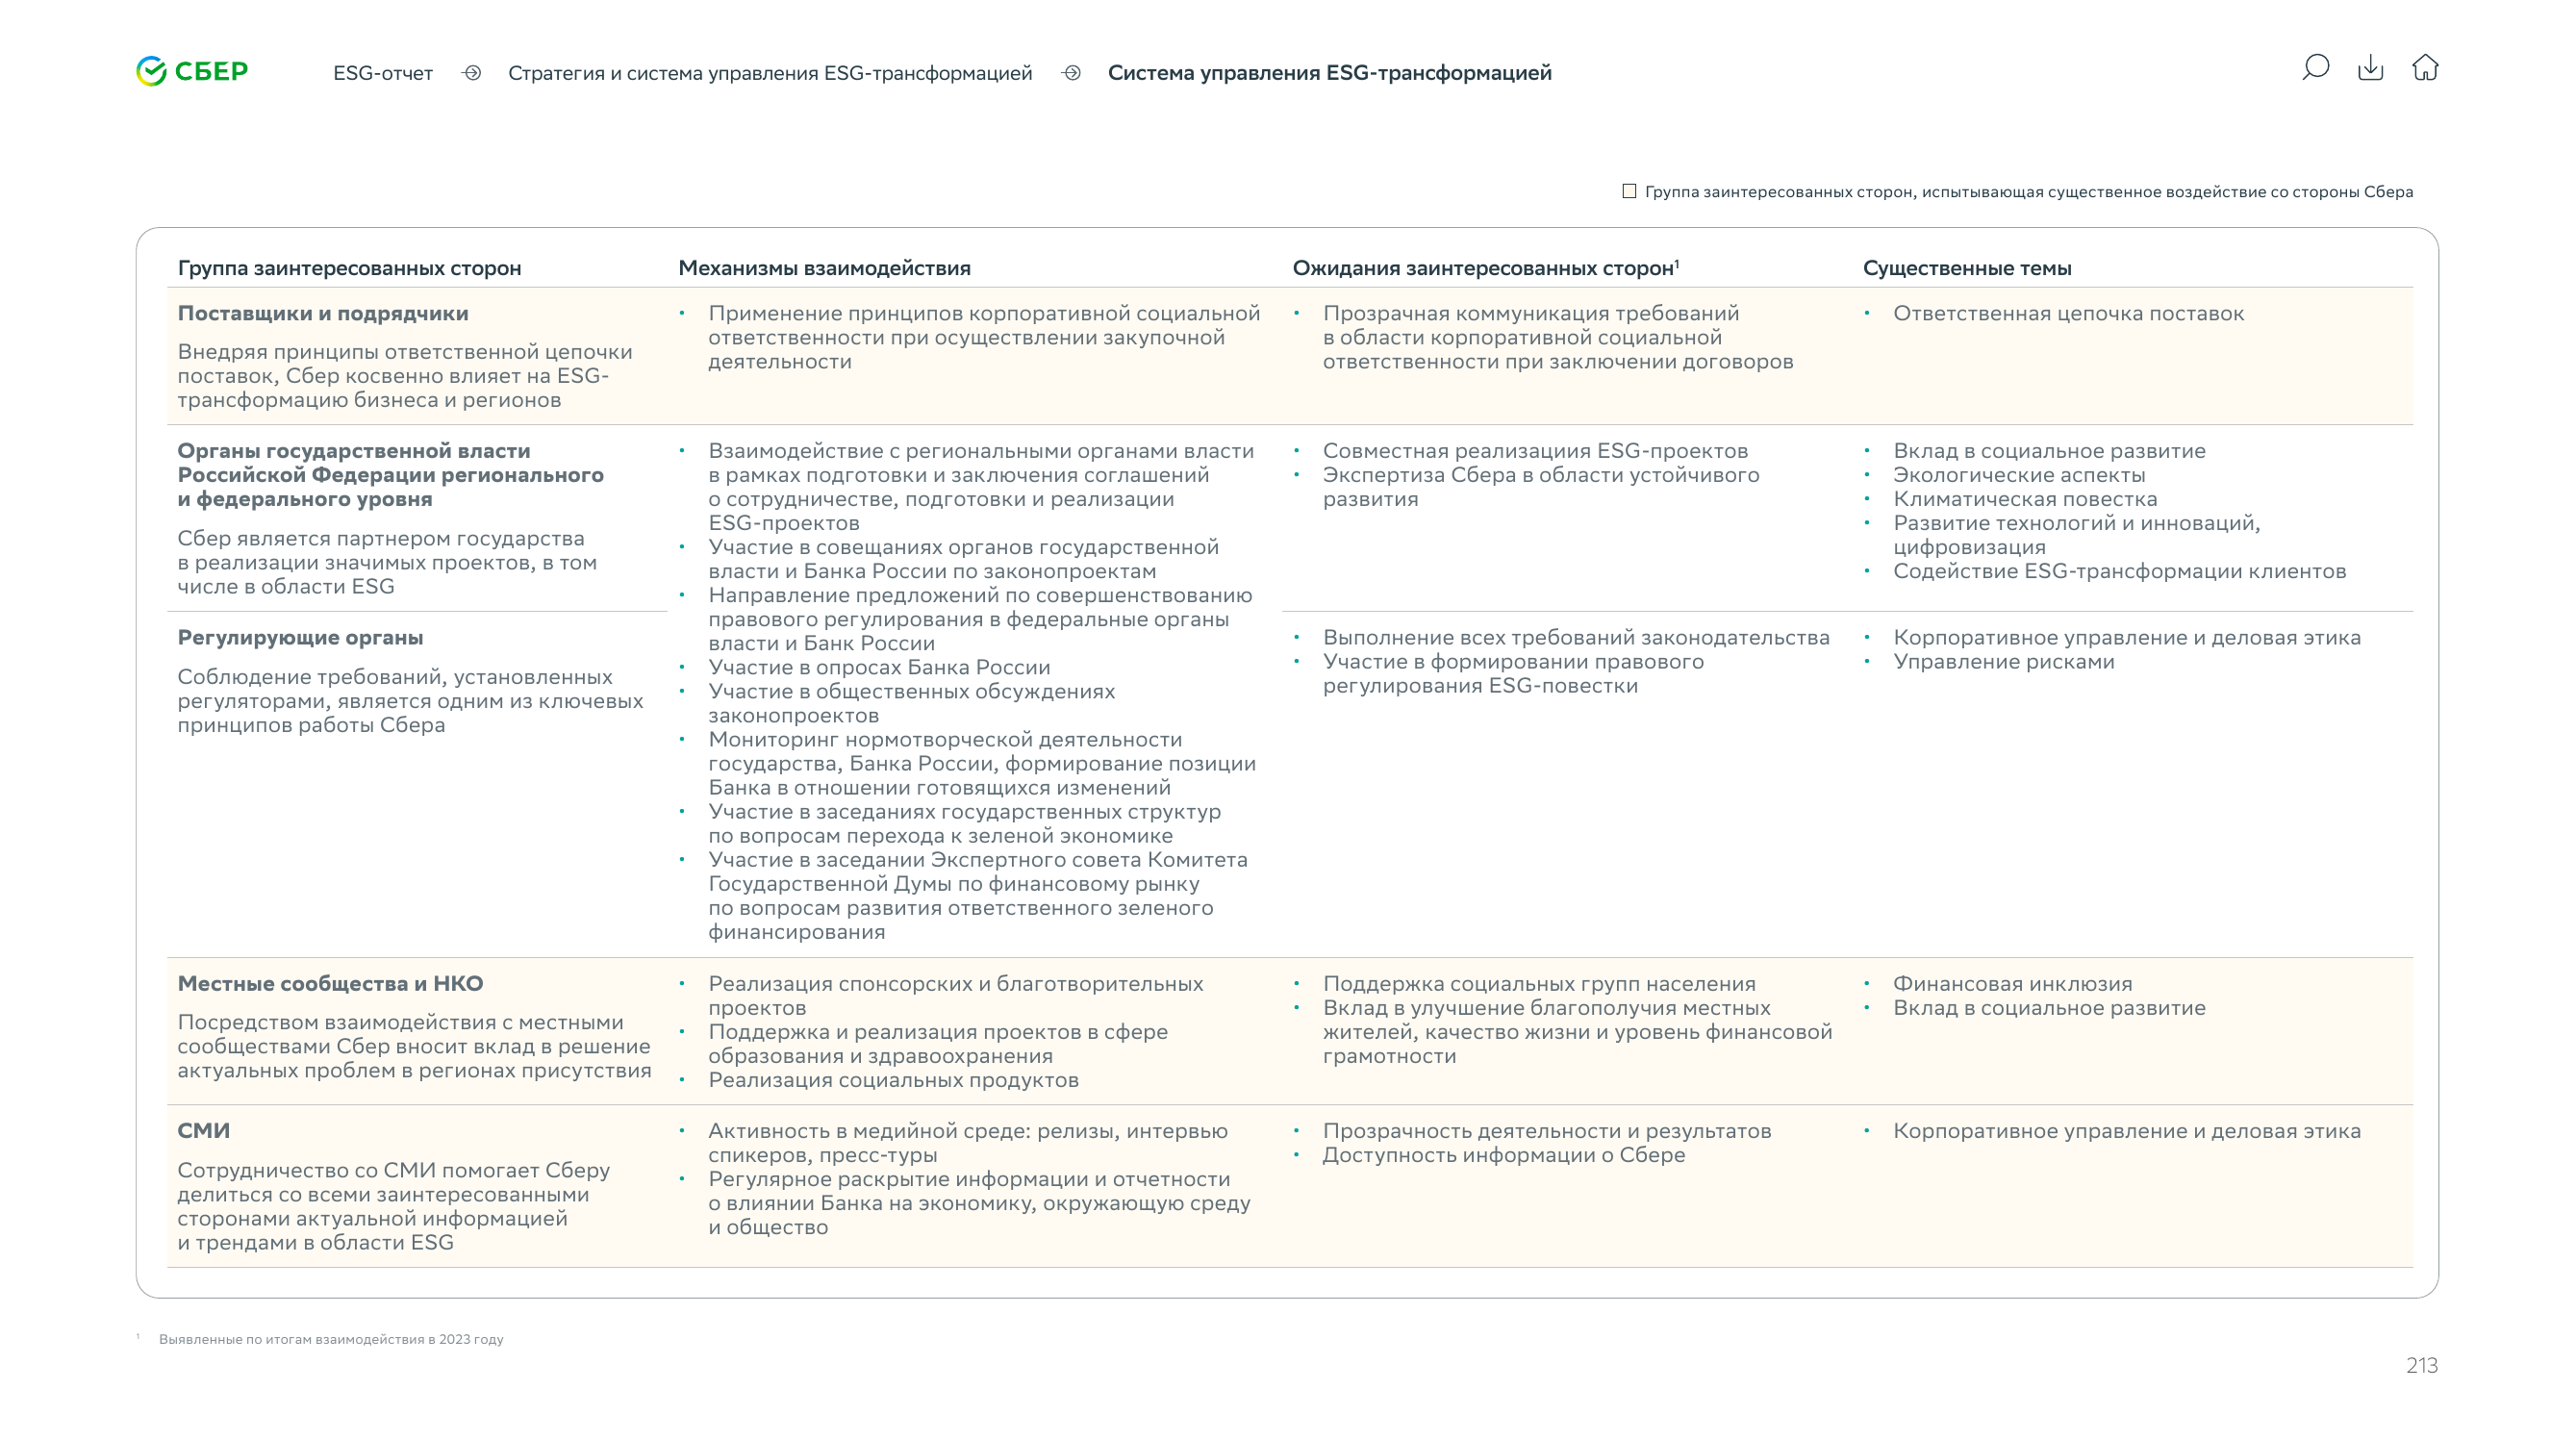 СБЕР
ESG-отчет
Стратегия и система управления ESG-трансформацией
Система управления ESG-трансформацией
Группа заинтересованных сторон, испытывающая существенное воздействие со стороны Сбера
Группа заинтересованных сторон
Механизмы взаимодействия
Ожидания заинтересованных сторон¹
Существенные темы
Поставщики и подрядчики
Внедряя принципы ответственной цепочки
поставок, Сбер косвенно влияет на ESG-
трансформацию бизнеса и регионов
• Применение принципов корпоративной социальной
ответственности при осуществлении закупочной
деятельности
• Прозрачная коммуникация требований
в области корпоративной социальной
ответственности при заключении договоров
• Ответственная цепочка поставок
Органы государственной власти
Российской Федерации регионального
и федерального уровня
Сбер является партнером государства
в реализации значимых проектов, в том
числе в области ESG
• Взаимодействие с региональными органами власти
в рамках подготовки и заключения соглашений
о сотрудничестве, подготовки и реализации
ESG-проектов
• Участие в совещаниях органов государственной
власти и Банка России по законопроектам
• Направление предложений по совершенствованию
правового регулирования в федеральные органы
власти и Банк России
• Участие в опросах Банка России
• Участие в общественных обсуждениях
законопроектов
• Мониторинг нормотворческой деятельности
государства, Банка России, формирование позиции
Банка в отношении готовящихся изменений
• Участие в заседаниях государственных структур
по вопросам перехода к зеленой экономике
• Участие в заседании Экспертного совета Комитета
Государственной Думы по финансовому рынку
по вопросам развития ответственного зеленого
финансирования
• Совместная реализациия ESG-проектов
• Экспертиза Сбера в области устойчивого
развития
• Вклад в социальное развитие
• Экологические аспекты
• Климатическая повестка
• Развитие технологий и инноваций,
цифровизация
• Содействие ESG-трансформации клиентов
Регулирующие органы
Соблюдение требований, установленных
регуляторами, является одним из ключевых
принципов работы Сбера
• Выполнение всех требований законодательства
• Участие в формировании правового
регулирования ESG-повестки
• Корпоративное управление и деловая этика
• Управление рисками
Местные сообщества и НКО
Посредством взаимодействия с местными
сообществами Сбер вносит вклад в решение
актуальных проблем в регионах присутствия
• Реализация спонсорских и благотворительных
проектов
• Поддержка и реализация проектов в сфере
образования и здравоохранения
• Реализация социальных продуктов
• Поддержка социальных групп населения
• Вклад в улучшение благополучия местных
жителей, качество жизни и уровень финансовой
грамотности
• Финансовая инклюзия
• Вклад в социальное развитие
СМИ
Сотрудничество со СМИ помогает Сберу
делиться со всеми заинтересованными
сторонами актуальной информацией
и трендами в области ESG
• Активность в медийной среде: релизы, интервью
спикеров, пресс-туры
• Регулярное раскрытие информации и отчетности
о влиянии Банка на экономику, окружающую среду
и общество
• Прозрачность деятельности и результатов
• Доступность информации о Сбере
• Корпоративное управление и деловая этика
¹ Выявленные по итогам взаимодействия в 2023 году
213